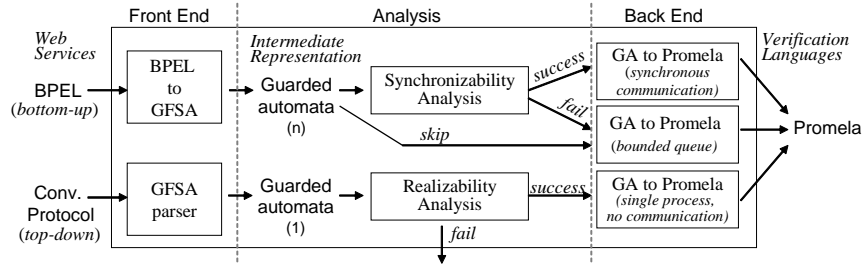 Front End
Analysis
Back End
Web
Services
Intermediate
Representation
Verification
Languages
BPEL
(bottom-up)
BPEL
to
GFSA
Guarded
automata
(n)
Synchronizability
Analysis
success
fail
skip
GA to Promela
(synchronous
communication)
GA to Promela
(bounded queue)
Promela
Conv.
Protocol
(top-down)
GFSA
parser
Guarded
automata
(1)
Realizability
Analysis
success
fail
GA to Promela
(single process,
no communication)